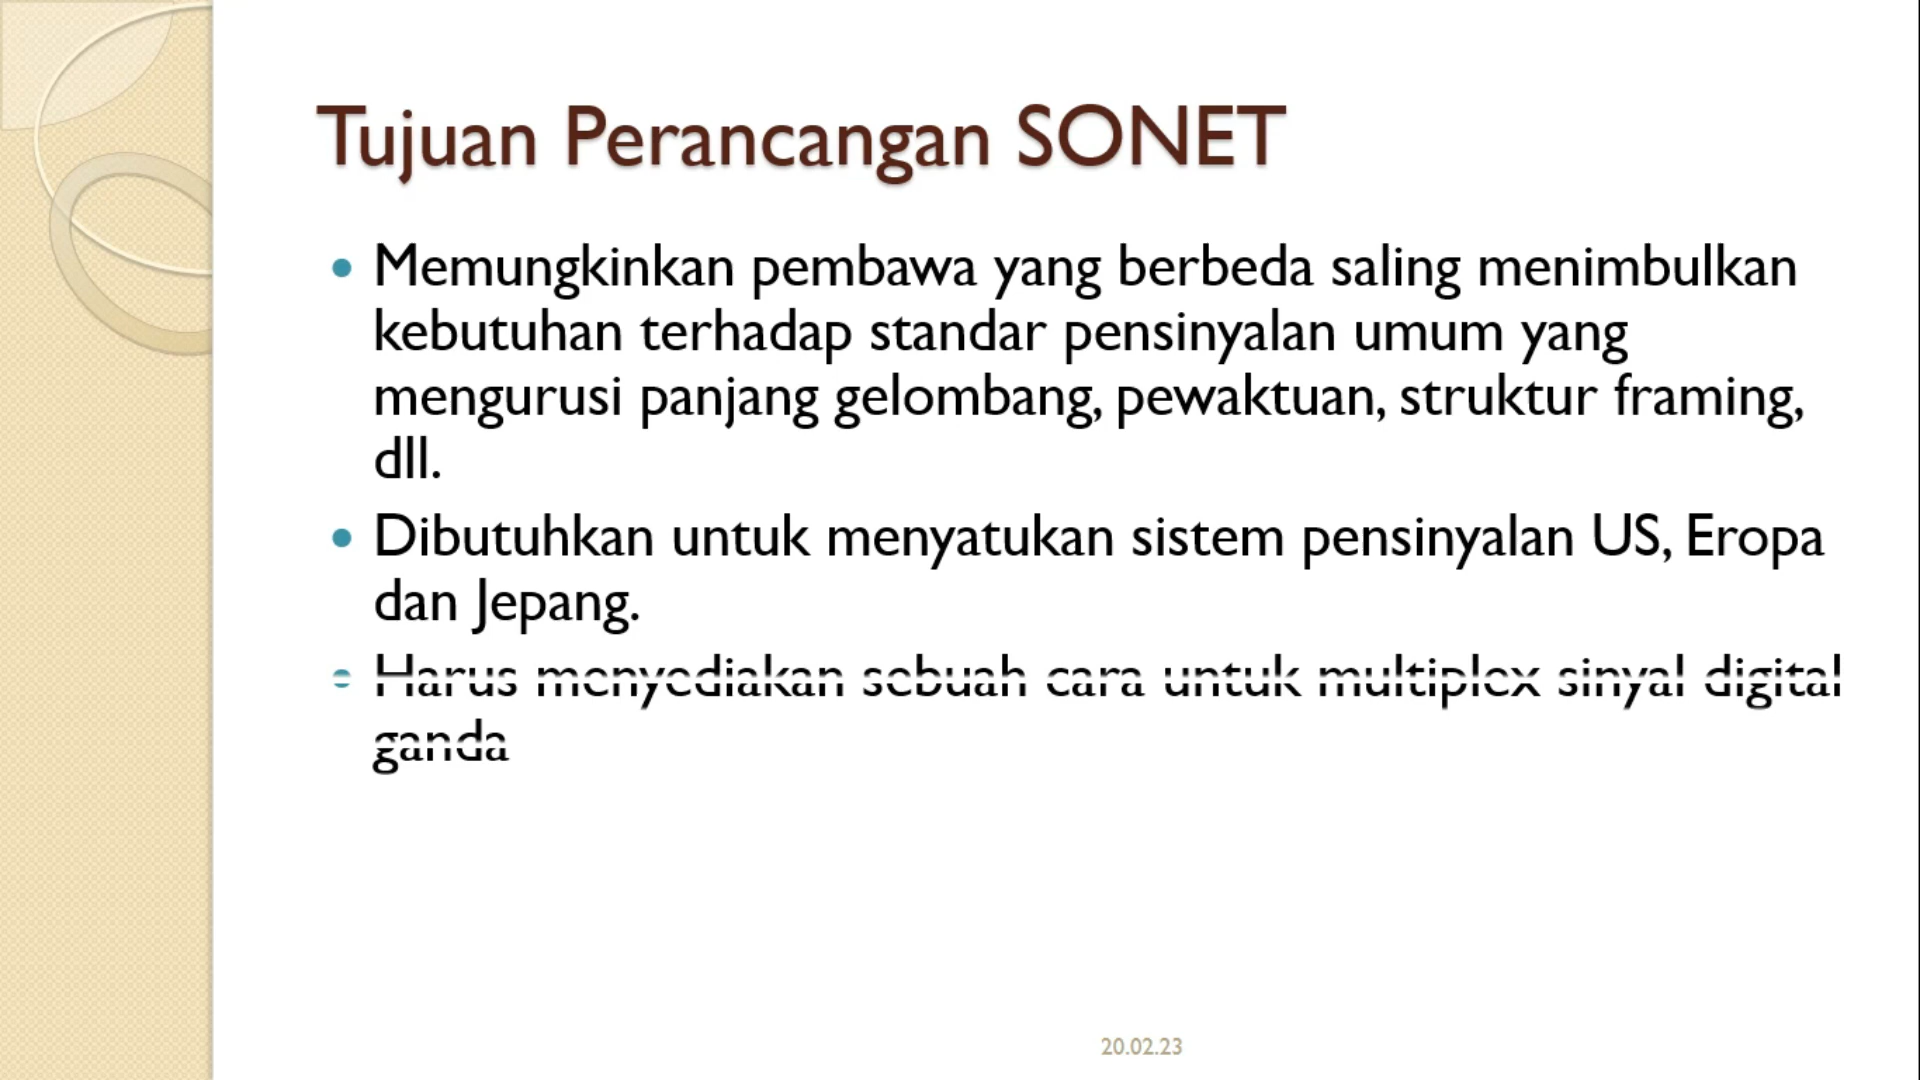 Tujuan Perancangan SONET
• Memungkinkan pembawa yang berbeda saling menimbulkan
kebutuhan terhadap standar pensinyalan umum yang
mengurusi panjang gelombang, pewaktuan, struktur framing,
dll.
• Dibutuhkan untuk menyatukan sistem pensinyalan US, Eropa
dan Jepang.
• Harus menyediakan sebuah cara untuk multiplex sinyal digital
ganda
20.02.23